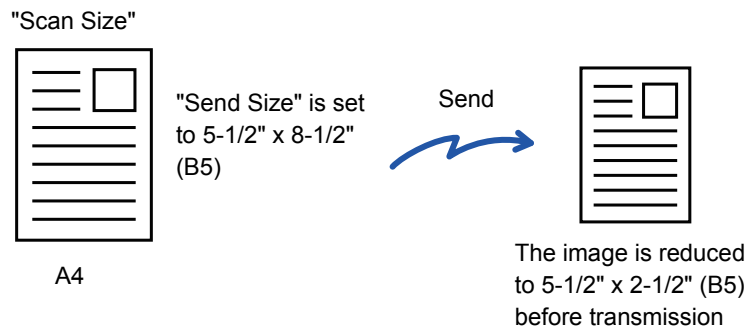 "Scan Size"
"Send Size" is set
to 5-1/2" x 8-1/2"
(B5)
Send
A4
The image is reduced
to 5-1/2" x 2-1/2" (B5)
before transmission